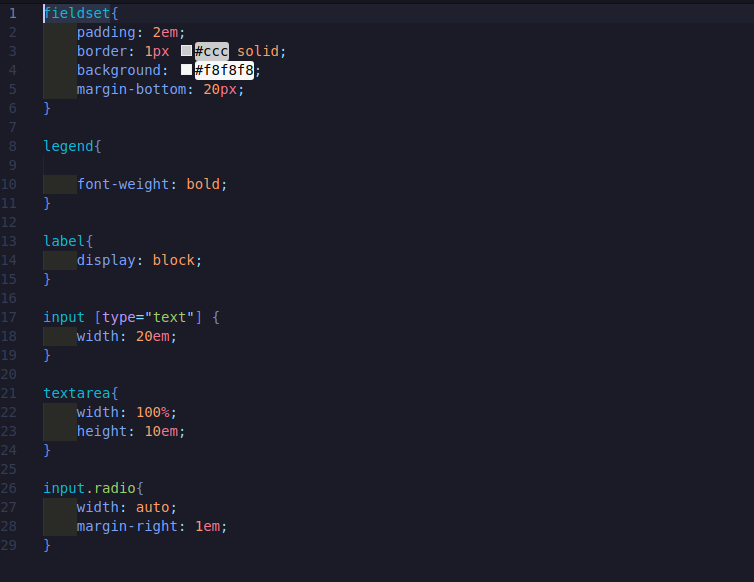 1 fieldset{
2     padding: 2em;
3     border: 1px #ccc solid;
4     background: #f8f8f8;
5     margin-bottom: 20px;
6 }
7
8 legend{
9
10     font-weight: bold;
11 }
12
13 label{
14     display: block;
15 }
16
17 input [type="text"] {
18     width: 20em;
19 }
20
21 textarea{
22     width: 100%;
23     height: 10em;
24 }
25
26 input.radio{
27     width: auto;
28     margin-right: 1em;
29 }